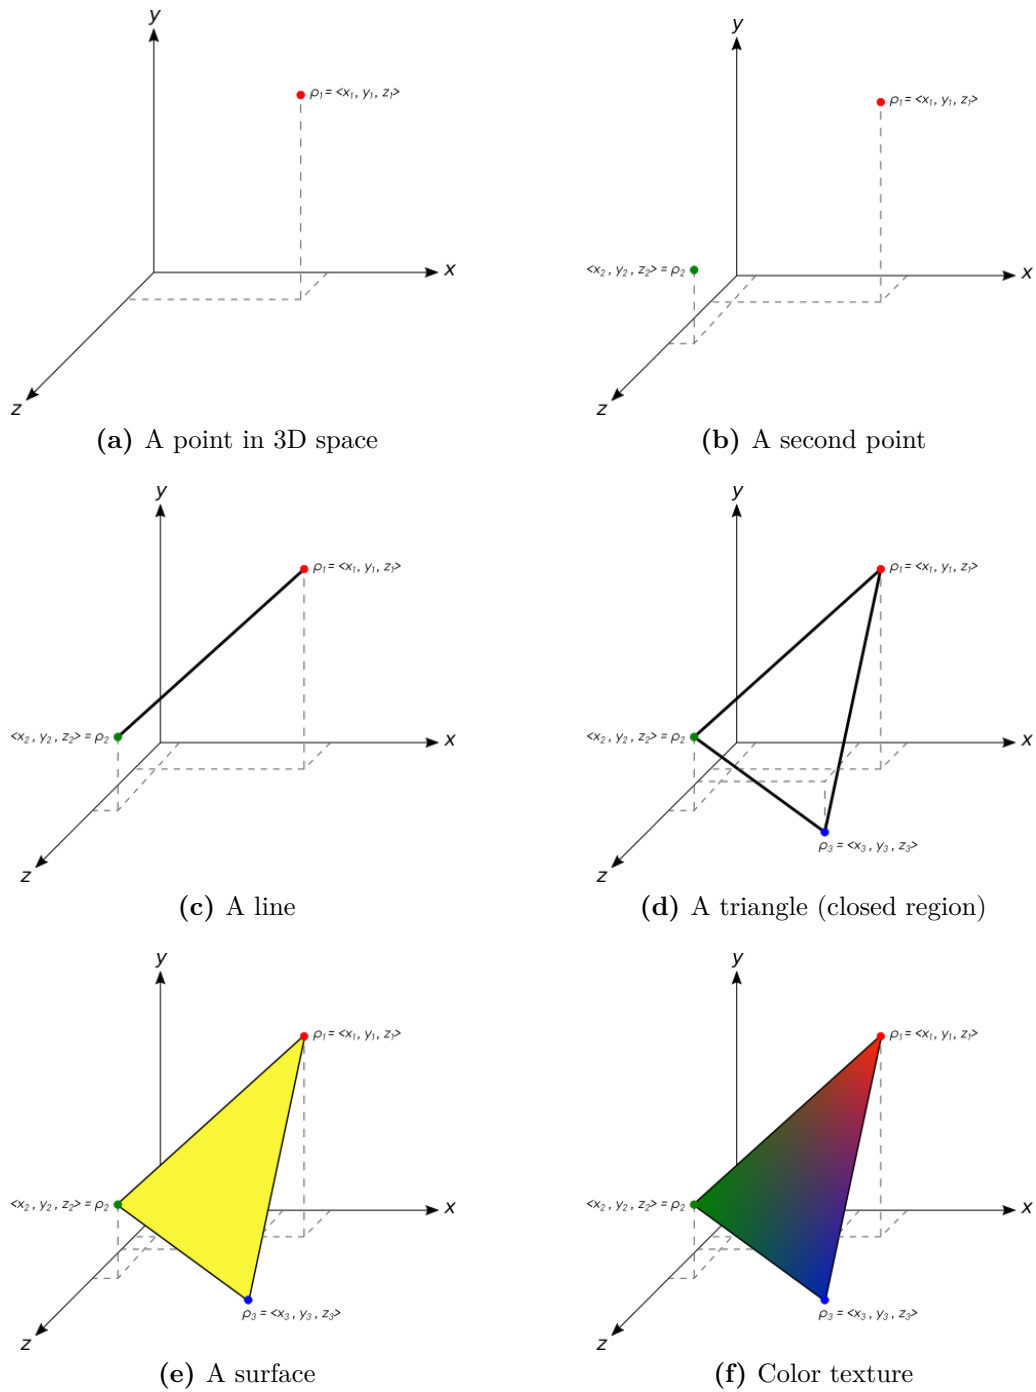 y
ρ₁ = <x₁, y₁, z₁>
x
z
(a) A point in 3D space
y
ρ₁ = <x₁, y₁, z₁>
<x₂, y₂, z₂> = ρ₂
x
z
(b) A second point
y
ρ₁ = <x₁, y₁, z₁>
<x₂, y₂, z₂> = ρ₂
x
z
(c) A line
y
ρ₁ = <x₁, y₁, z₁>
<x₂, y₂, z₂> = ρ₂
x
ρ₃ = <x₃, y₃, z₃>
z
(d) A triangle (closed region)
y
ρ₁ = <x₁, y₁, z₁>
<x₂, y₂, z₂> = ρ₂
x
ρ₃ = <x₃, y₃, z₃>
z
(e) A surface
y
ρ₁ = <x₁, y₁, z₁>
<x₂, y₂, z₂> = ρ₂
x
ρ₃ = <x₃, y₃, z₃>
z
(f) Color texture